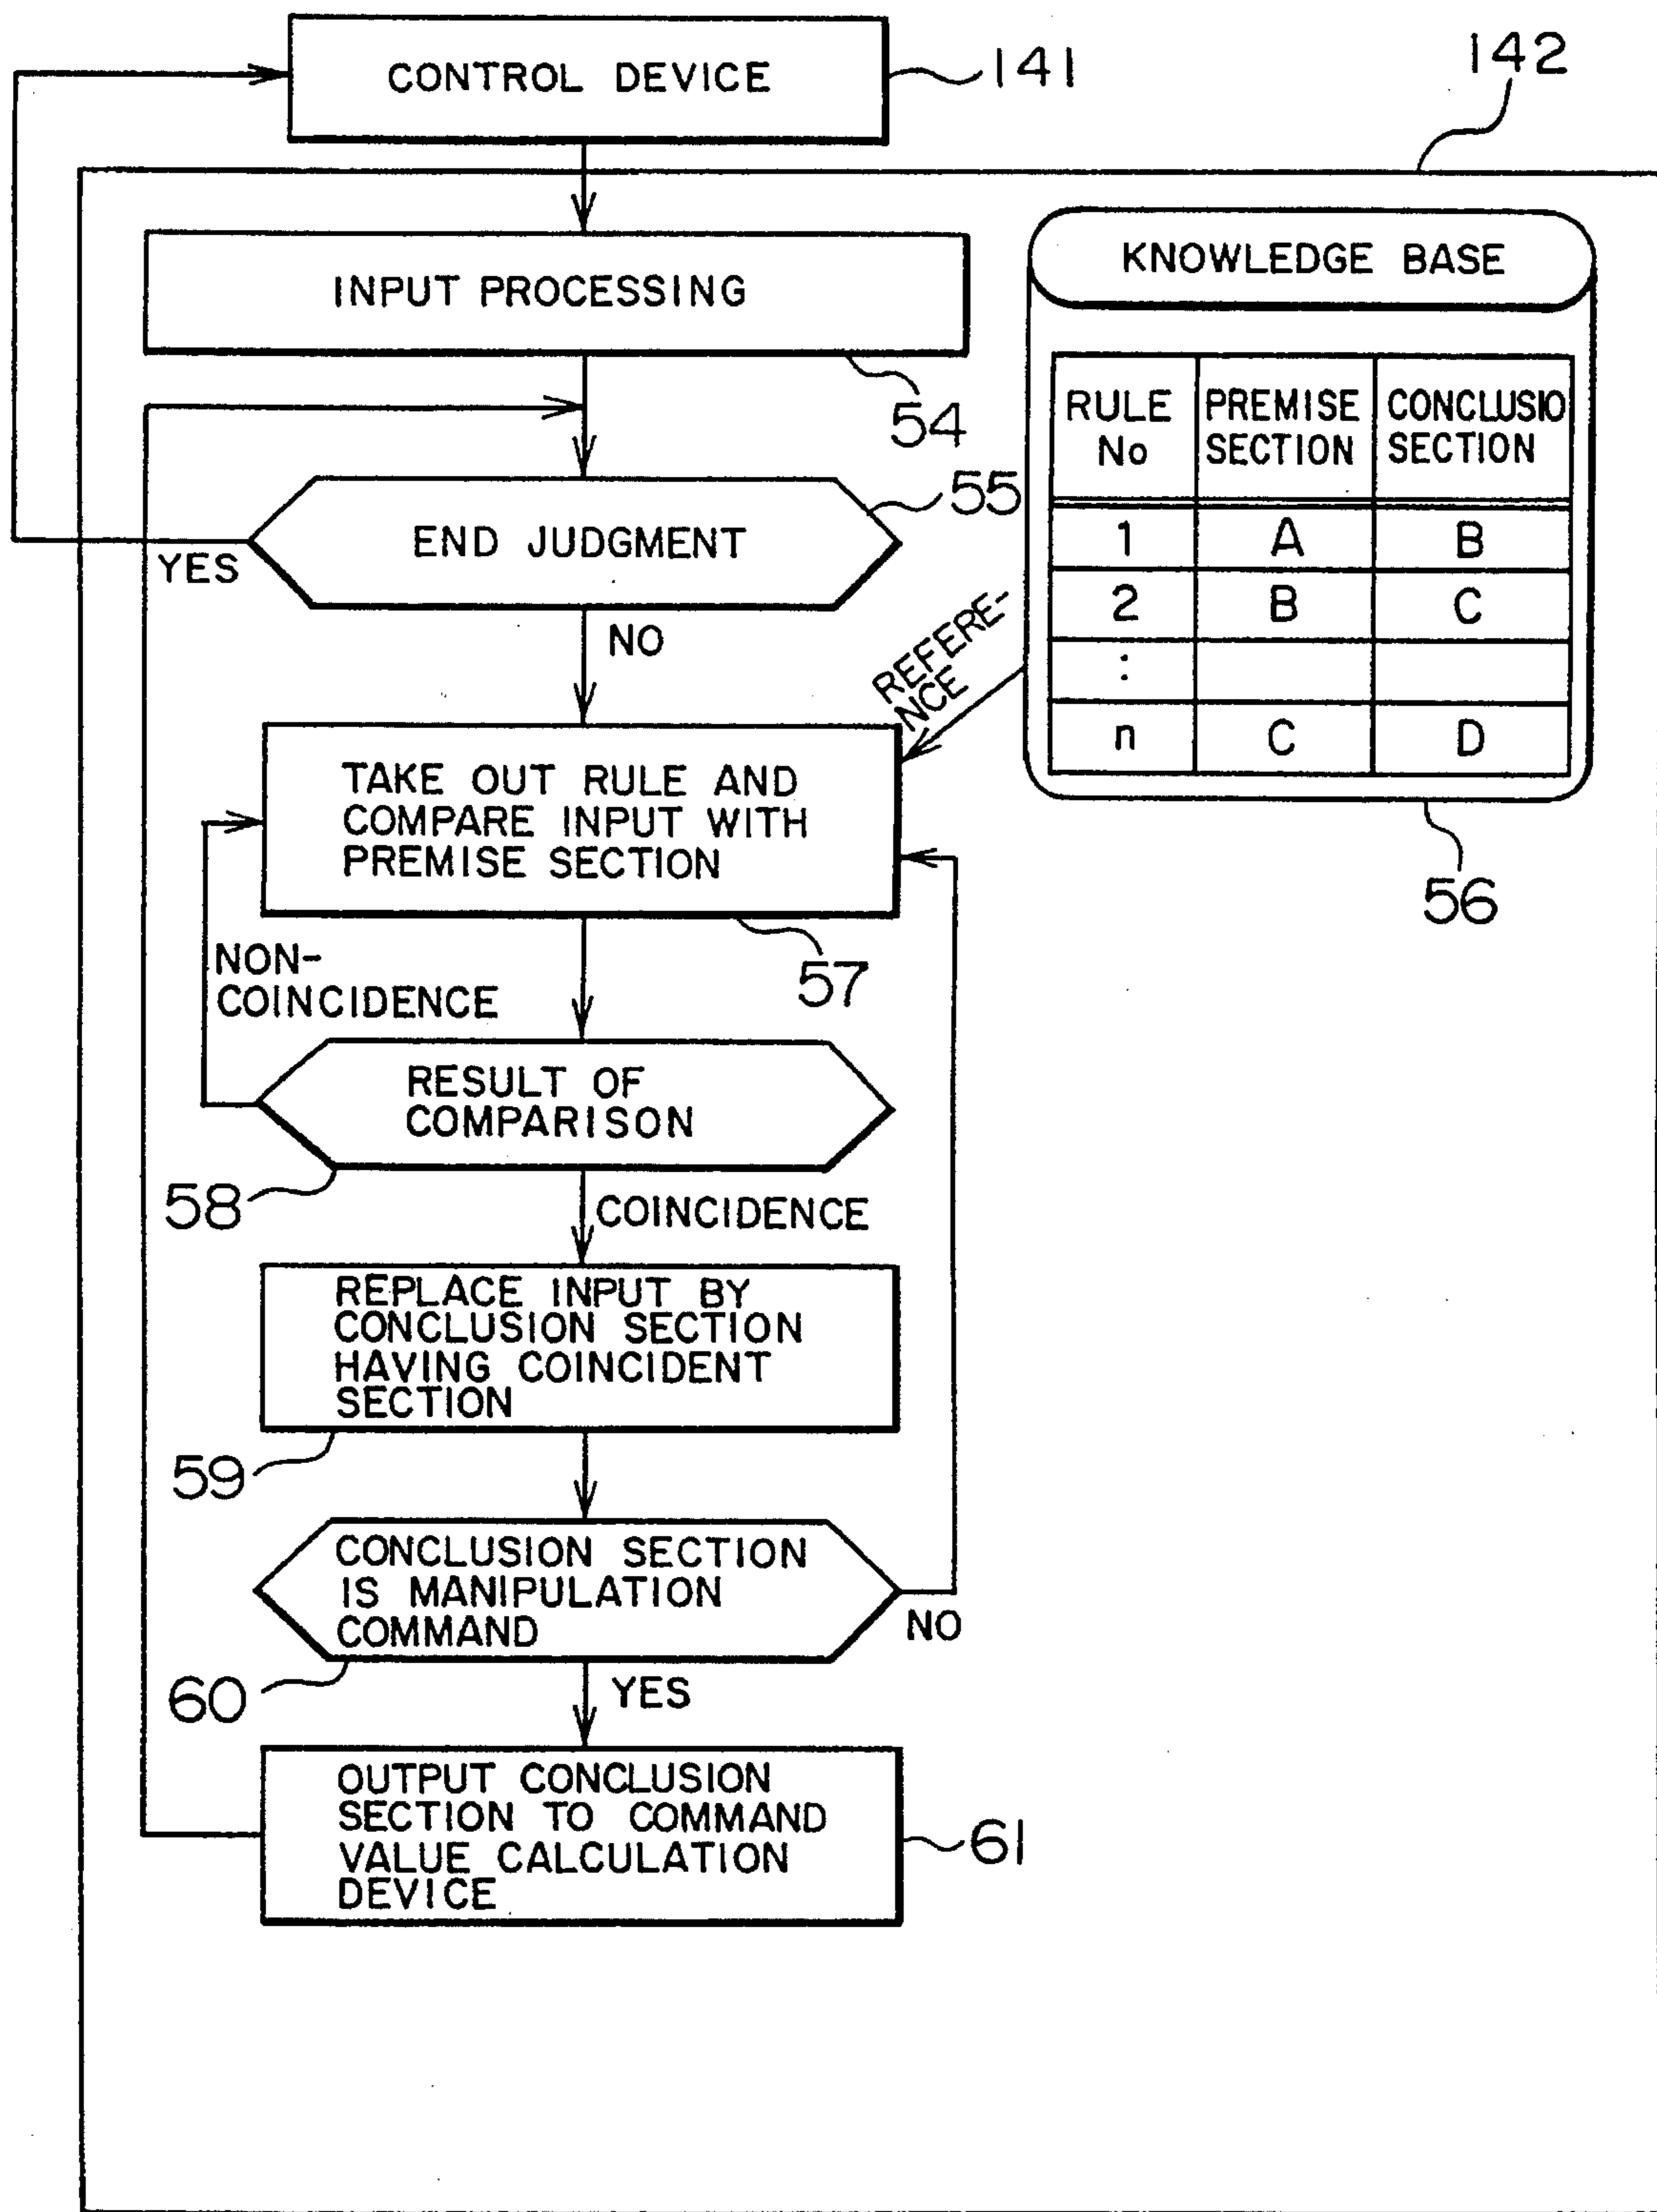 CONTROL DEVICE
141
142
INPUT PROCESSING
54
KNOWLEDGE BASE
RULE No
PREMISE SECTION
CONCLUSIO SECTION
1 A B
2 B C
:
n C D
56
END JUDGMENT
55
YES
NO
REFERE-
NCE
TAKE OUT RULE AND
COMPARE INPUT WITH
PREMISE SECTION
57
NON-
COINCIDENCE
RESULT OF
COMPARISON
58
COINCIDENCE
REPLACE INPUT BY
CONCLUSION SECTION
HAVING COINCIDENT
SECTION
59
CONCLUSION SECTION
IS MANIPULATION
COMMAND
NO
60
YES
OUTPUT CONCLUSION
SECTION TO COMMAND
VALUE CALCULATION
DEVICE
61